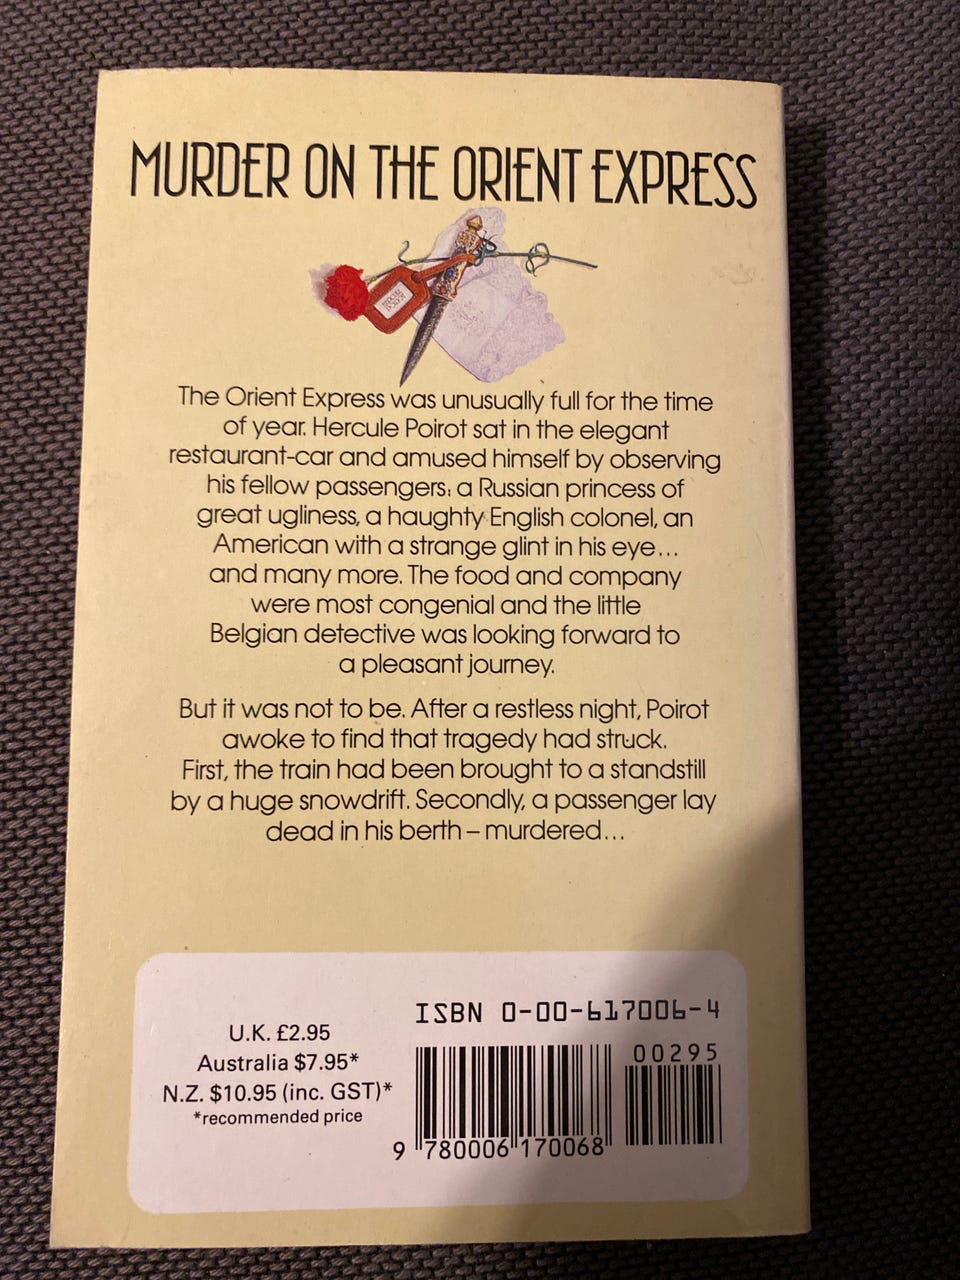 MURDER ON THE ORIENT EXPRESS
HERCULE
POIROT
The Orient Express was unusually full for the time
of year. Hercule Poirot sat in the elegant
restaurant-car and amused himself by observing
his fellow passengers: a Russian princess of
great ugliness, a haughty English colonel, an
American with a strange glint in his eye...
and many more. The food and company
were most congenial and the little
Belgian detective was looking forward to
a pleasant journey.
But it was not to be. After a restless night, Poirot
awoke to find that tragedy had struck.
First, the train had been brought to a standstill
by a huge snowdrift. Secondly, a passenger lay
dead in his berth – murdered...
U.K. £2.95
Australia $7.95*
N.Z. $10.95 (inc. GST)*
*recommended price
ISBN 0-00-617006-4
00295
9 780006 170068